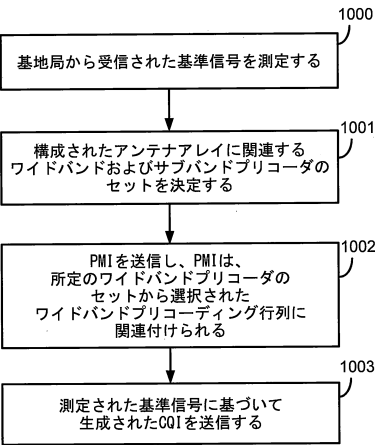 1000
基地局から受信された基準信号を測定する
1001
構成されたアンテナアレイに関連する
ワイドバンドおよびサブバンドプリコーダの
セットを決定する
1002
PMIを送信し、PMIは、
所定のワイドバンドプリコーダの
セットから選択された
ワイドバンドプリコーディング行列に
関連付けられる
1003
測定された基準信号に基づいて
生成されたCQIを送信する